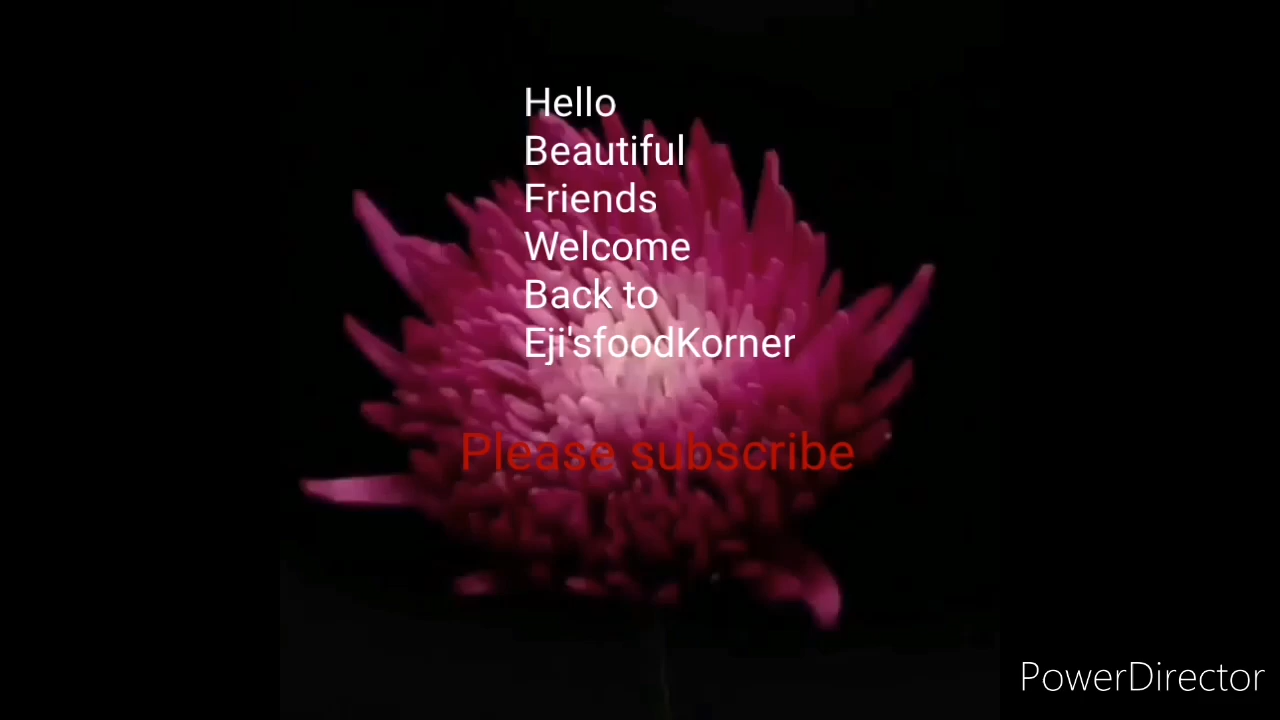 Hello
Beautiful
Friends
Welcome
Back to
Eji'sfoodKorner
Please subscribe
PowerDirector